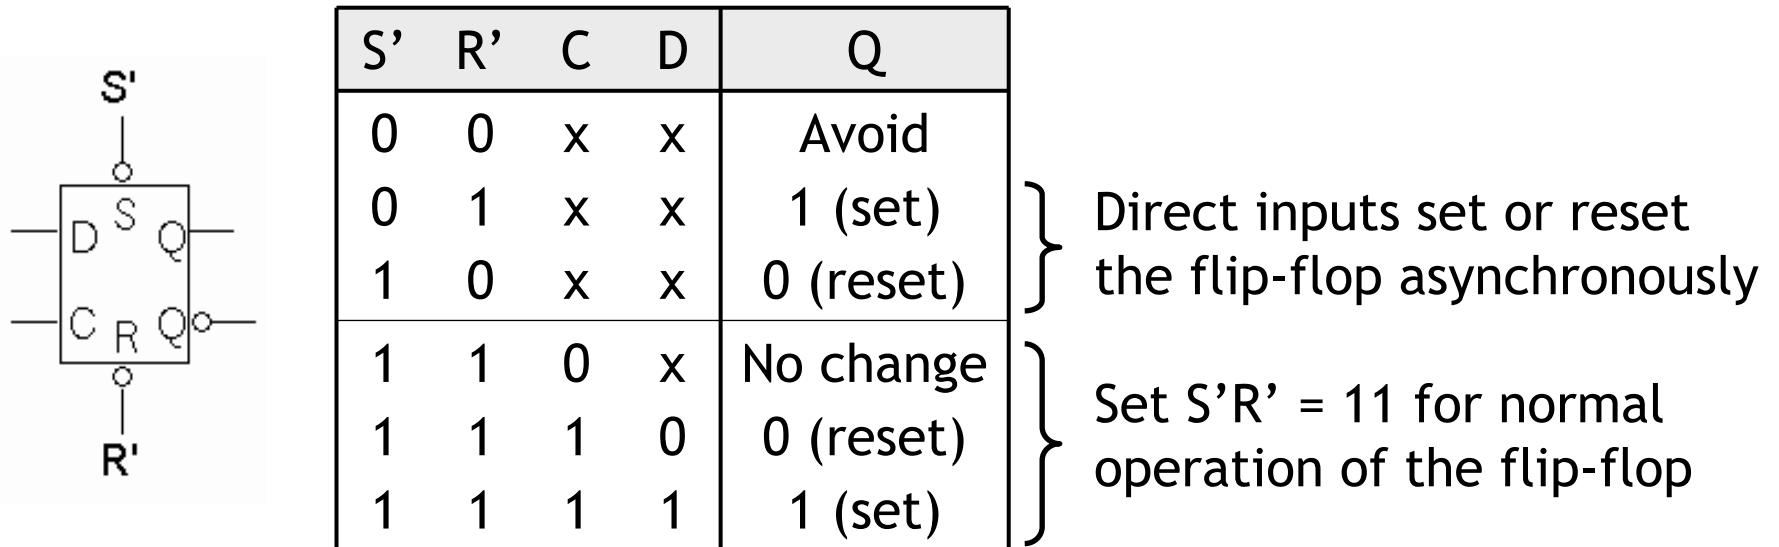 S'
D S Q
C R Q
R'
S’ R’ C D Q
0 0 x x Avoid
0 1 x x 1 (set)
1 0 x x 0 (reset)
1 1 0 x No change
1 1 1 0 0 (reset)
1 1 1 1 1 (set)
Direct inputs set or reset
the flip-flop asynchronously
Set S’R’ = 11 for normal
operation of the flip-flop